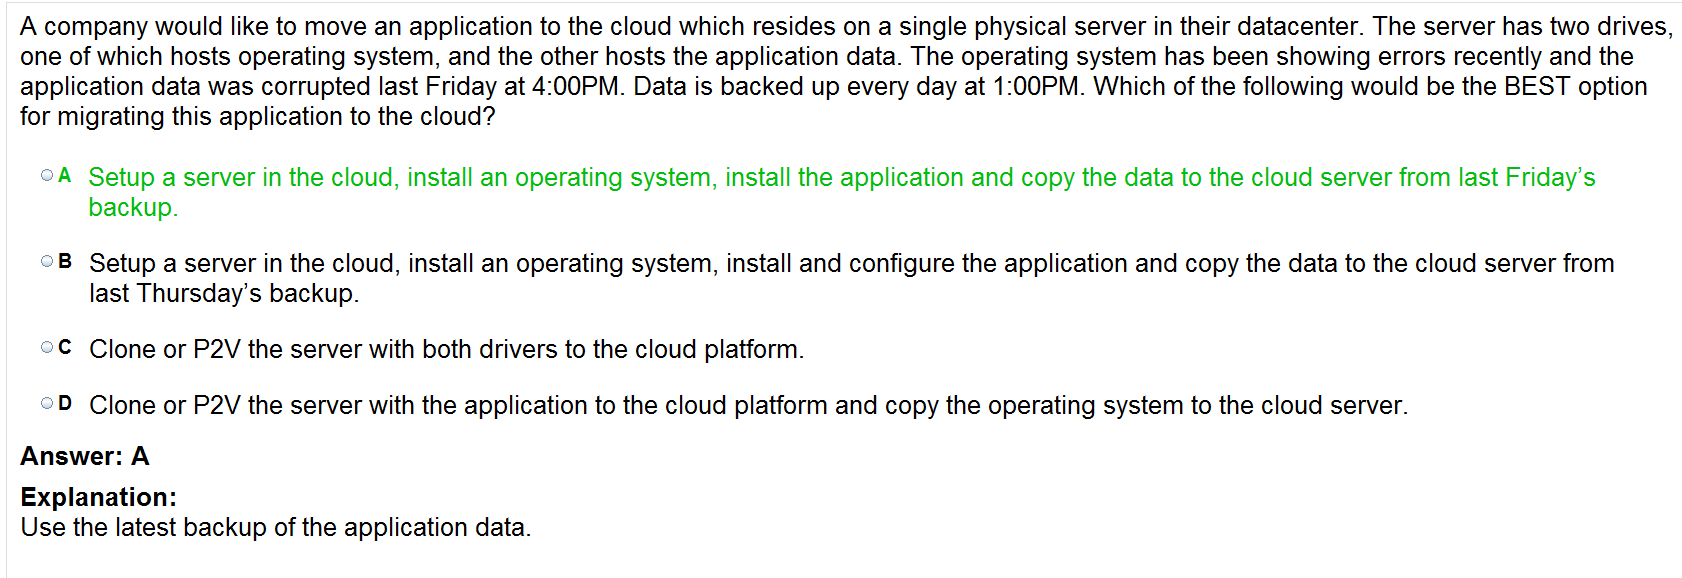 A company would like to move an application to the cloud which resides on a single physical server in their datacenter. The server has two drives,
one of which hosts operating system, and the other hosts the application data. The operating system has been showing errors recently and the
application data was corrupted last Friday at 4:00PM. Data is backed up every day at 1:00PM. Which of the following would be the BEST option
for migrating this application to the cloud?
A Setup a server in the cloud, install an operating system, install the application and copy the data to the cloud server from last Friday's
backup.
B Setup a server in the cloud, install an operating system, install and configure the application and copy the data to the cloud server from
last Thursday's backup.
C Clone or P2V the server with both drivers to the cloud platform.
D Clone or P2V the server with the application to the cloud platform and copy the operating system to the cloud server.
Answer: A
Explanation:
Use the latest backup of the application data.